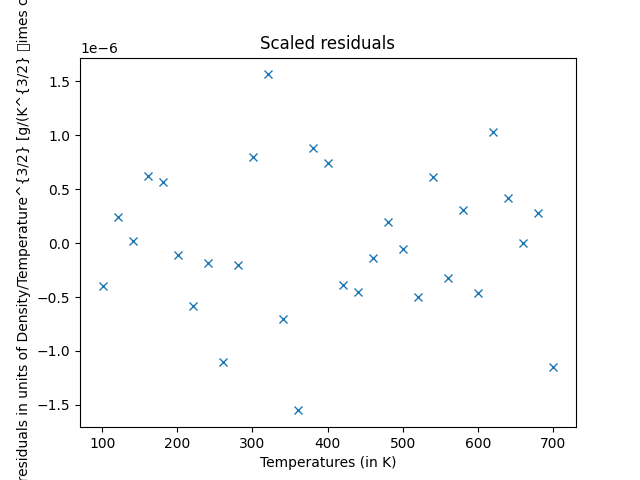 Scaled residuals
1e−6
residuals in units of Density/Temperature^{3/2} [g/(K^{3/2} imes
1.5
1.0
0.5
0.0
−0.5
−1.0
−1.5
100 200 300 400 500 600 700
Temperatures (in K)